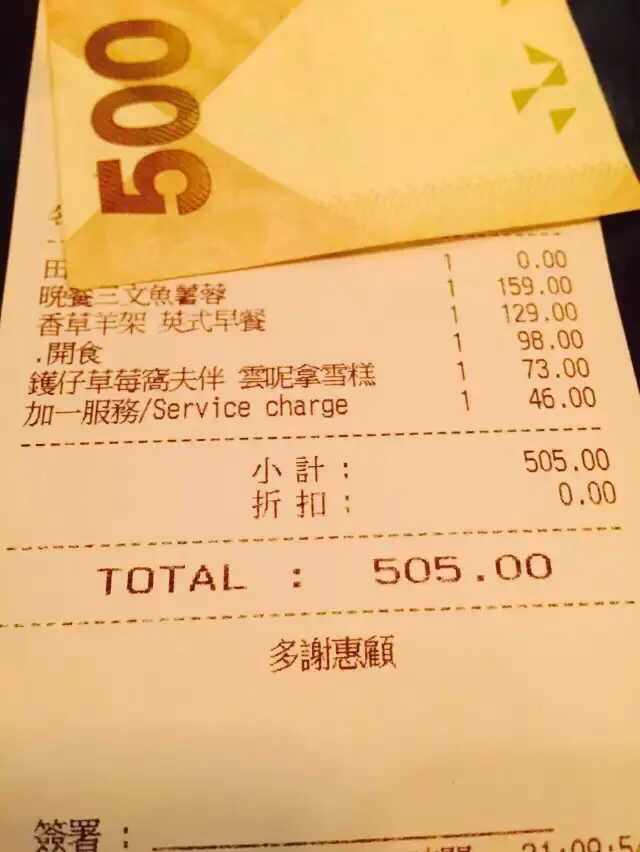 500
田 1 0.00
晚餐三文魚薯蓉 1 159.00
香草羊架 英式早餐 1 129.00
.開食 1 98.00
鑊仔草莓窩夫伴 雲呢拿雪糕 1 73.00
加一服務/Service charge 1 46.00
小計： 505.00
折扣： 0.00
TOTAL : 505.00
多謝惠顧
簽署：